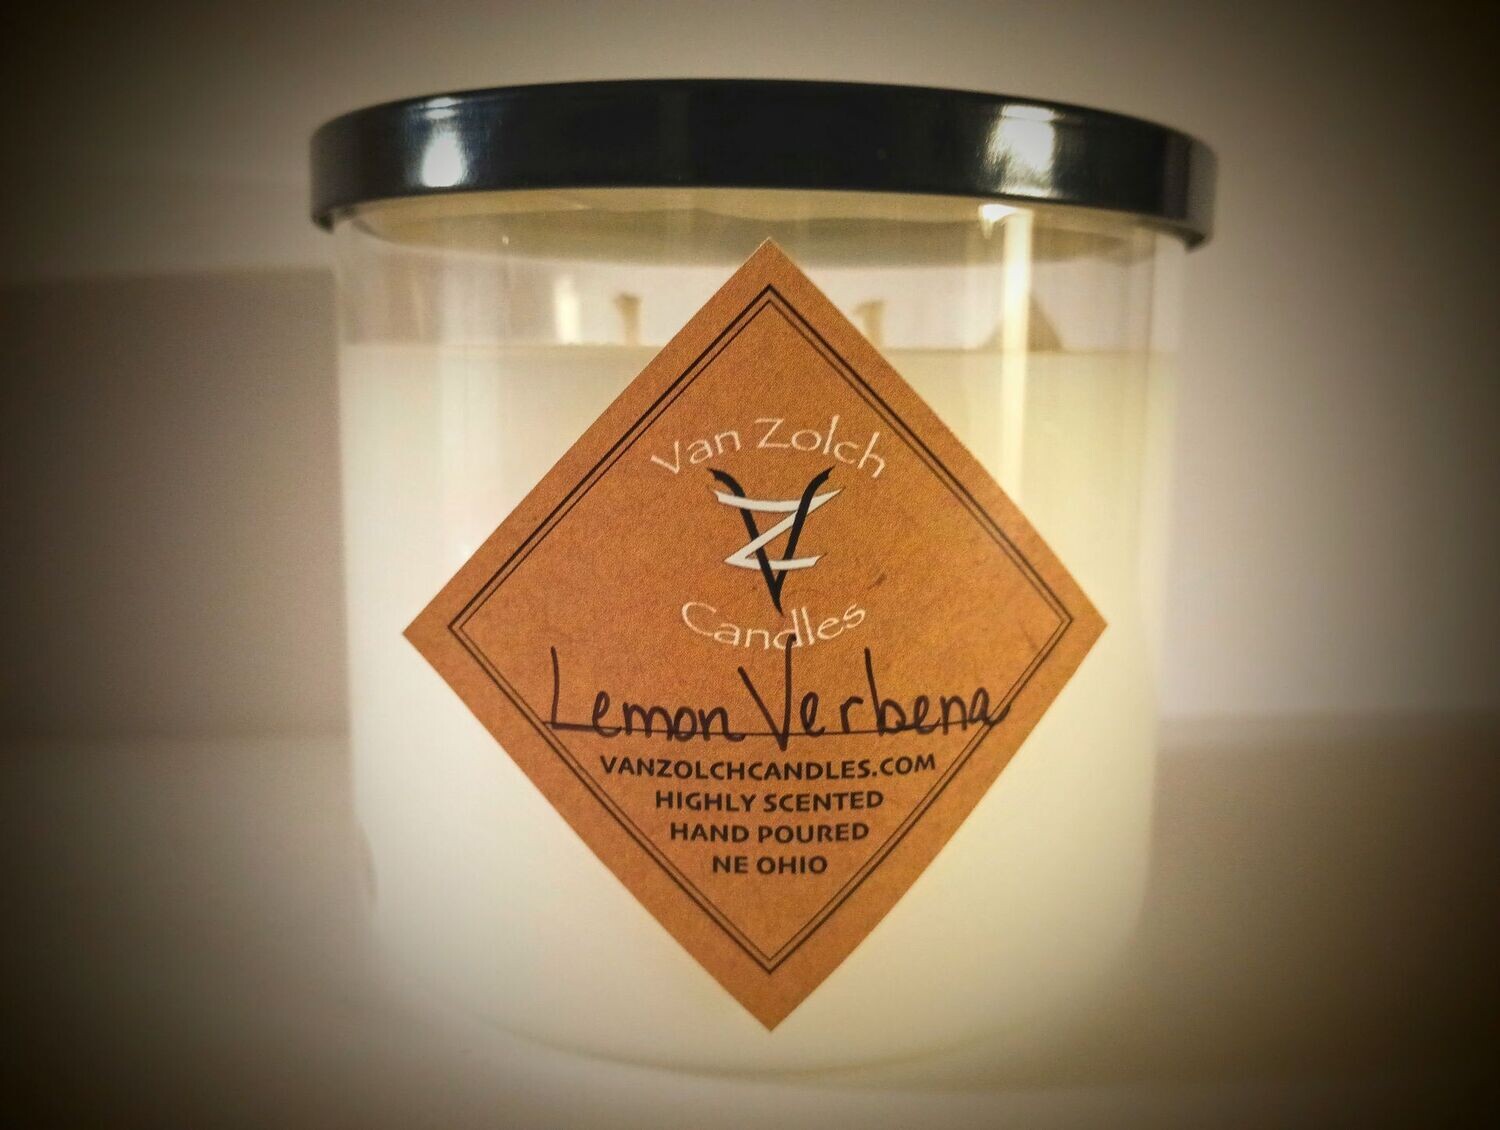 Van Zolch
VZ
Candles
Lemon Verbena
VANZOLCHCANDLES.COM
HIGHLY SCENTED
HAND POURED
NE OHIO